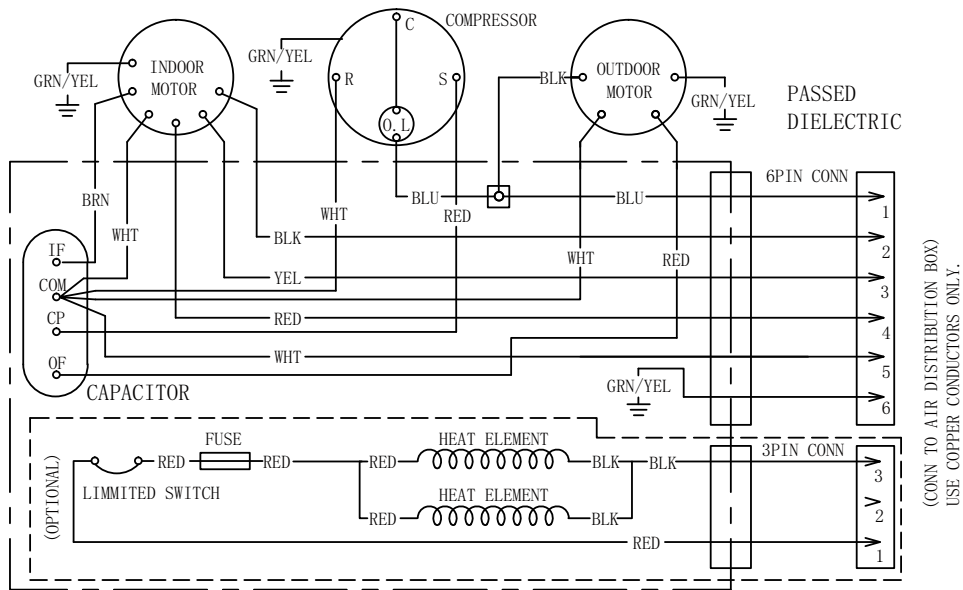 COMPRESSOR
C
GRN/YEL
INDOOR
MOTOR
GRN/YEL
R
S
O.L
BLK
OUTDOOR
MOTOR
GRN/YEL
PASSED
DIELECTRIC
6PIN CONN
BRN
WHT
BLU
RED
BLU
1
WHT
BLK
2
IF
WHT
RED
COM
YEL
3
CP
RED
4
OF
WHT
5
CAPACITOR
GRN/YEL
6
(CONN TO AIR DISTRIBUTION BOX)
USE COPPER CONDUCTORS ONLY.
(OPTIONAL)
FUSE
HEAT ELEMENT
3PIN CONN
RED
RED
RED
BLK
BLK
3
LIMMITED SWITCH
HEAT ELEMENT
RED
BLK
2
RED
1